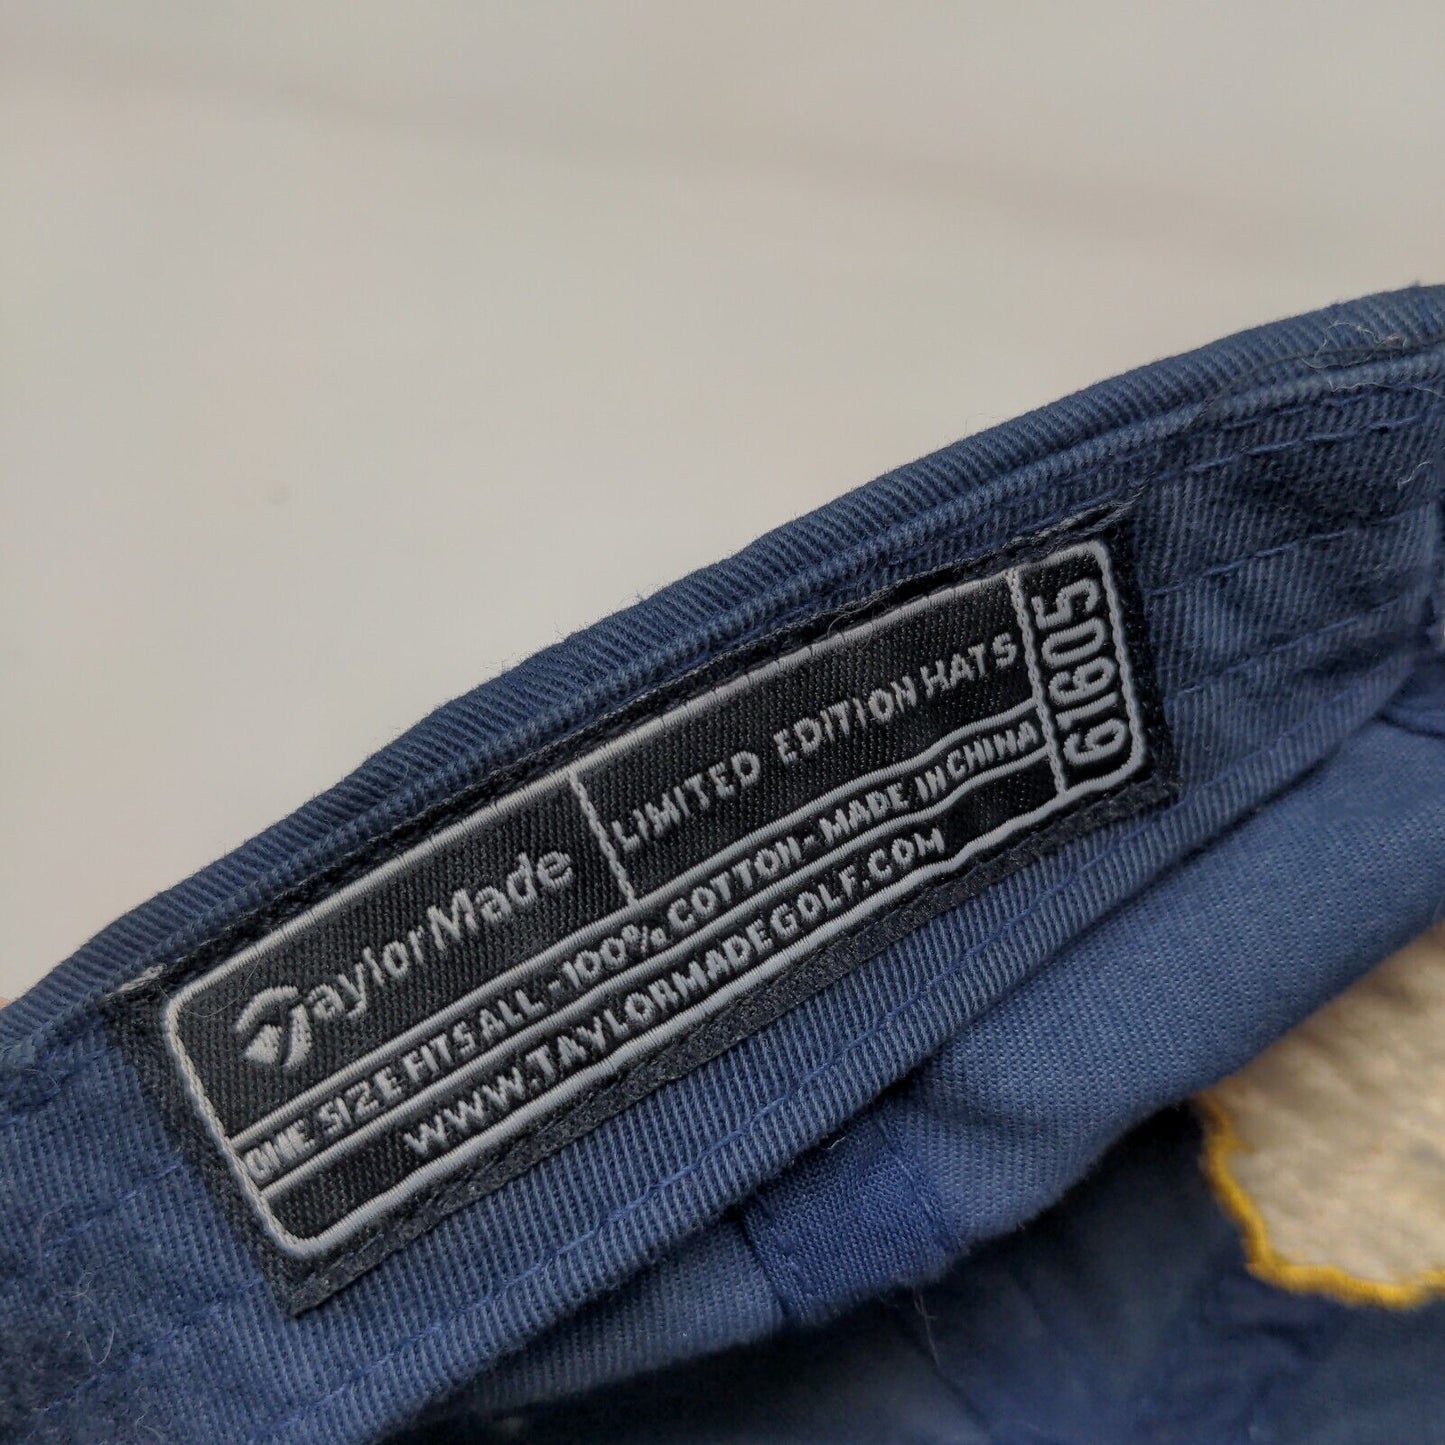 TaylorMade
LIMITED EDITION HATS
ONE SIZE FITS ALL - 100% COTTON - MADE IN CHINA
WWW.TAYLORMADEGOLF.COM
61605